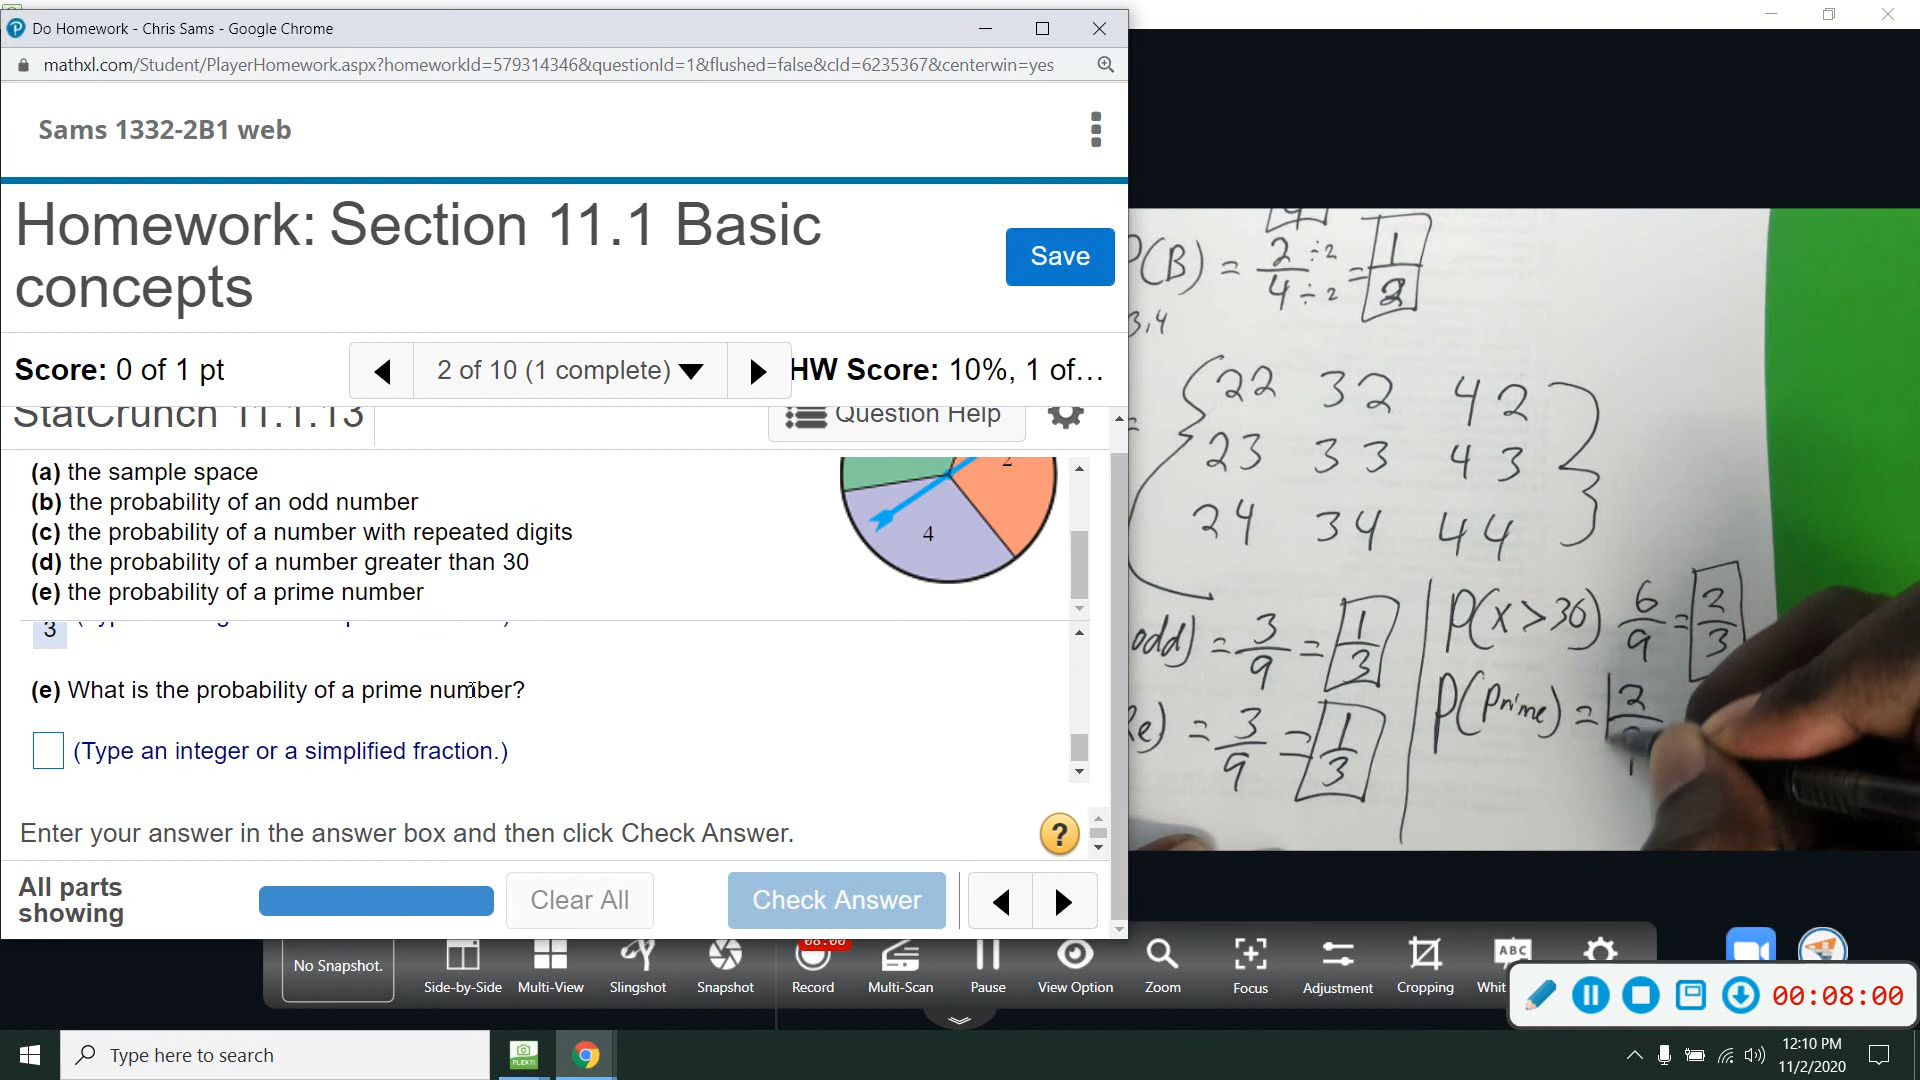 Do Homework - Chris Sams - Google Chrome
mathxl.com/Student/PlayerHomework.aspx?homeworkId=579314346&questionId=1&flushed=false&cId=6235367&centerwin=yes
Sams 1332-2B1 web
Homework: Section 11.1 Basic
concepts
Save
Score: 0 of 1 pt
2 of 10 (1 complete)
HW Score: 10%, 1 of...
StatCrunch 11.1.13
Question Help
(a) the sample space
(b) the probability of an odd number
(c) the probability of a number with repeated digits
(d) the probability of a number greater than 30
(e) the probability of a prime number
2
4
3
(e) What is the probability of a prime number?
(Type an integer or a simplified fraction.)
Enter your answer in the answer box and then click Check Answer.
?
All parts
showing
Clear All
Check Answer
P(B) = 2/4 ÷2 ÷2 = 1/2
3,4
= { 22 32 42
23 33 43
24 34 44 }
odd) = 3/9 = 1/3
Re) = 3/9 = 1/3
P(X>30) 6/9 = 2/3
P(Prime) = 2/9
No Snapshot.
Side-by-Side
Multi-View
Slingshot
Snapshot
08:00
Record
Multi-Scan
Pause
View Option
Zoom
Focus
Adjustment
Cropping
ABC
Whit
00:08:00
Type here to search
FLEX11
12:10 PM
11/2/2020